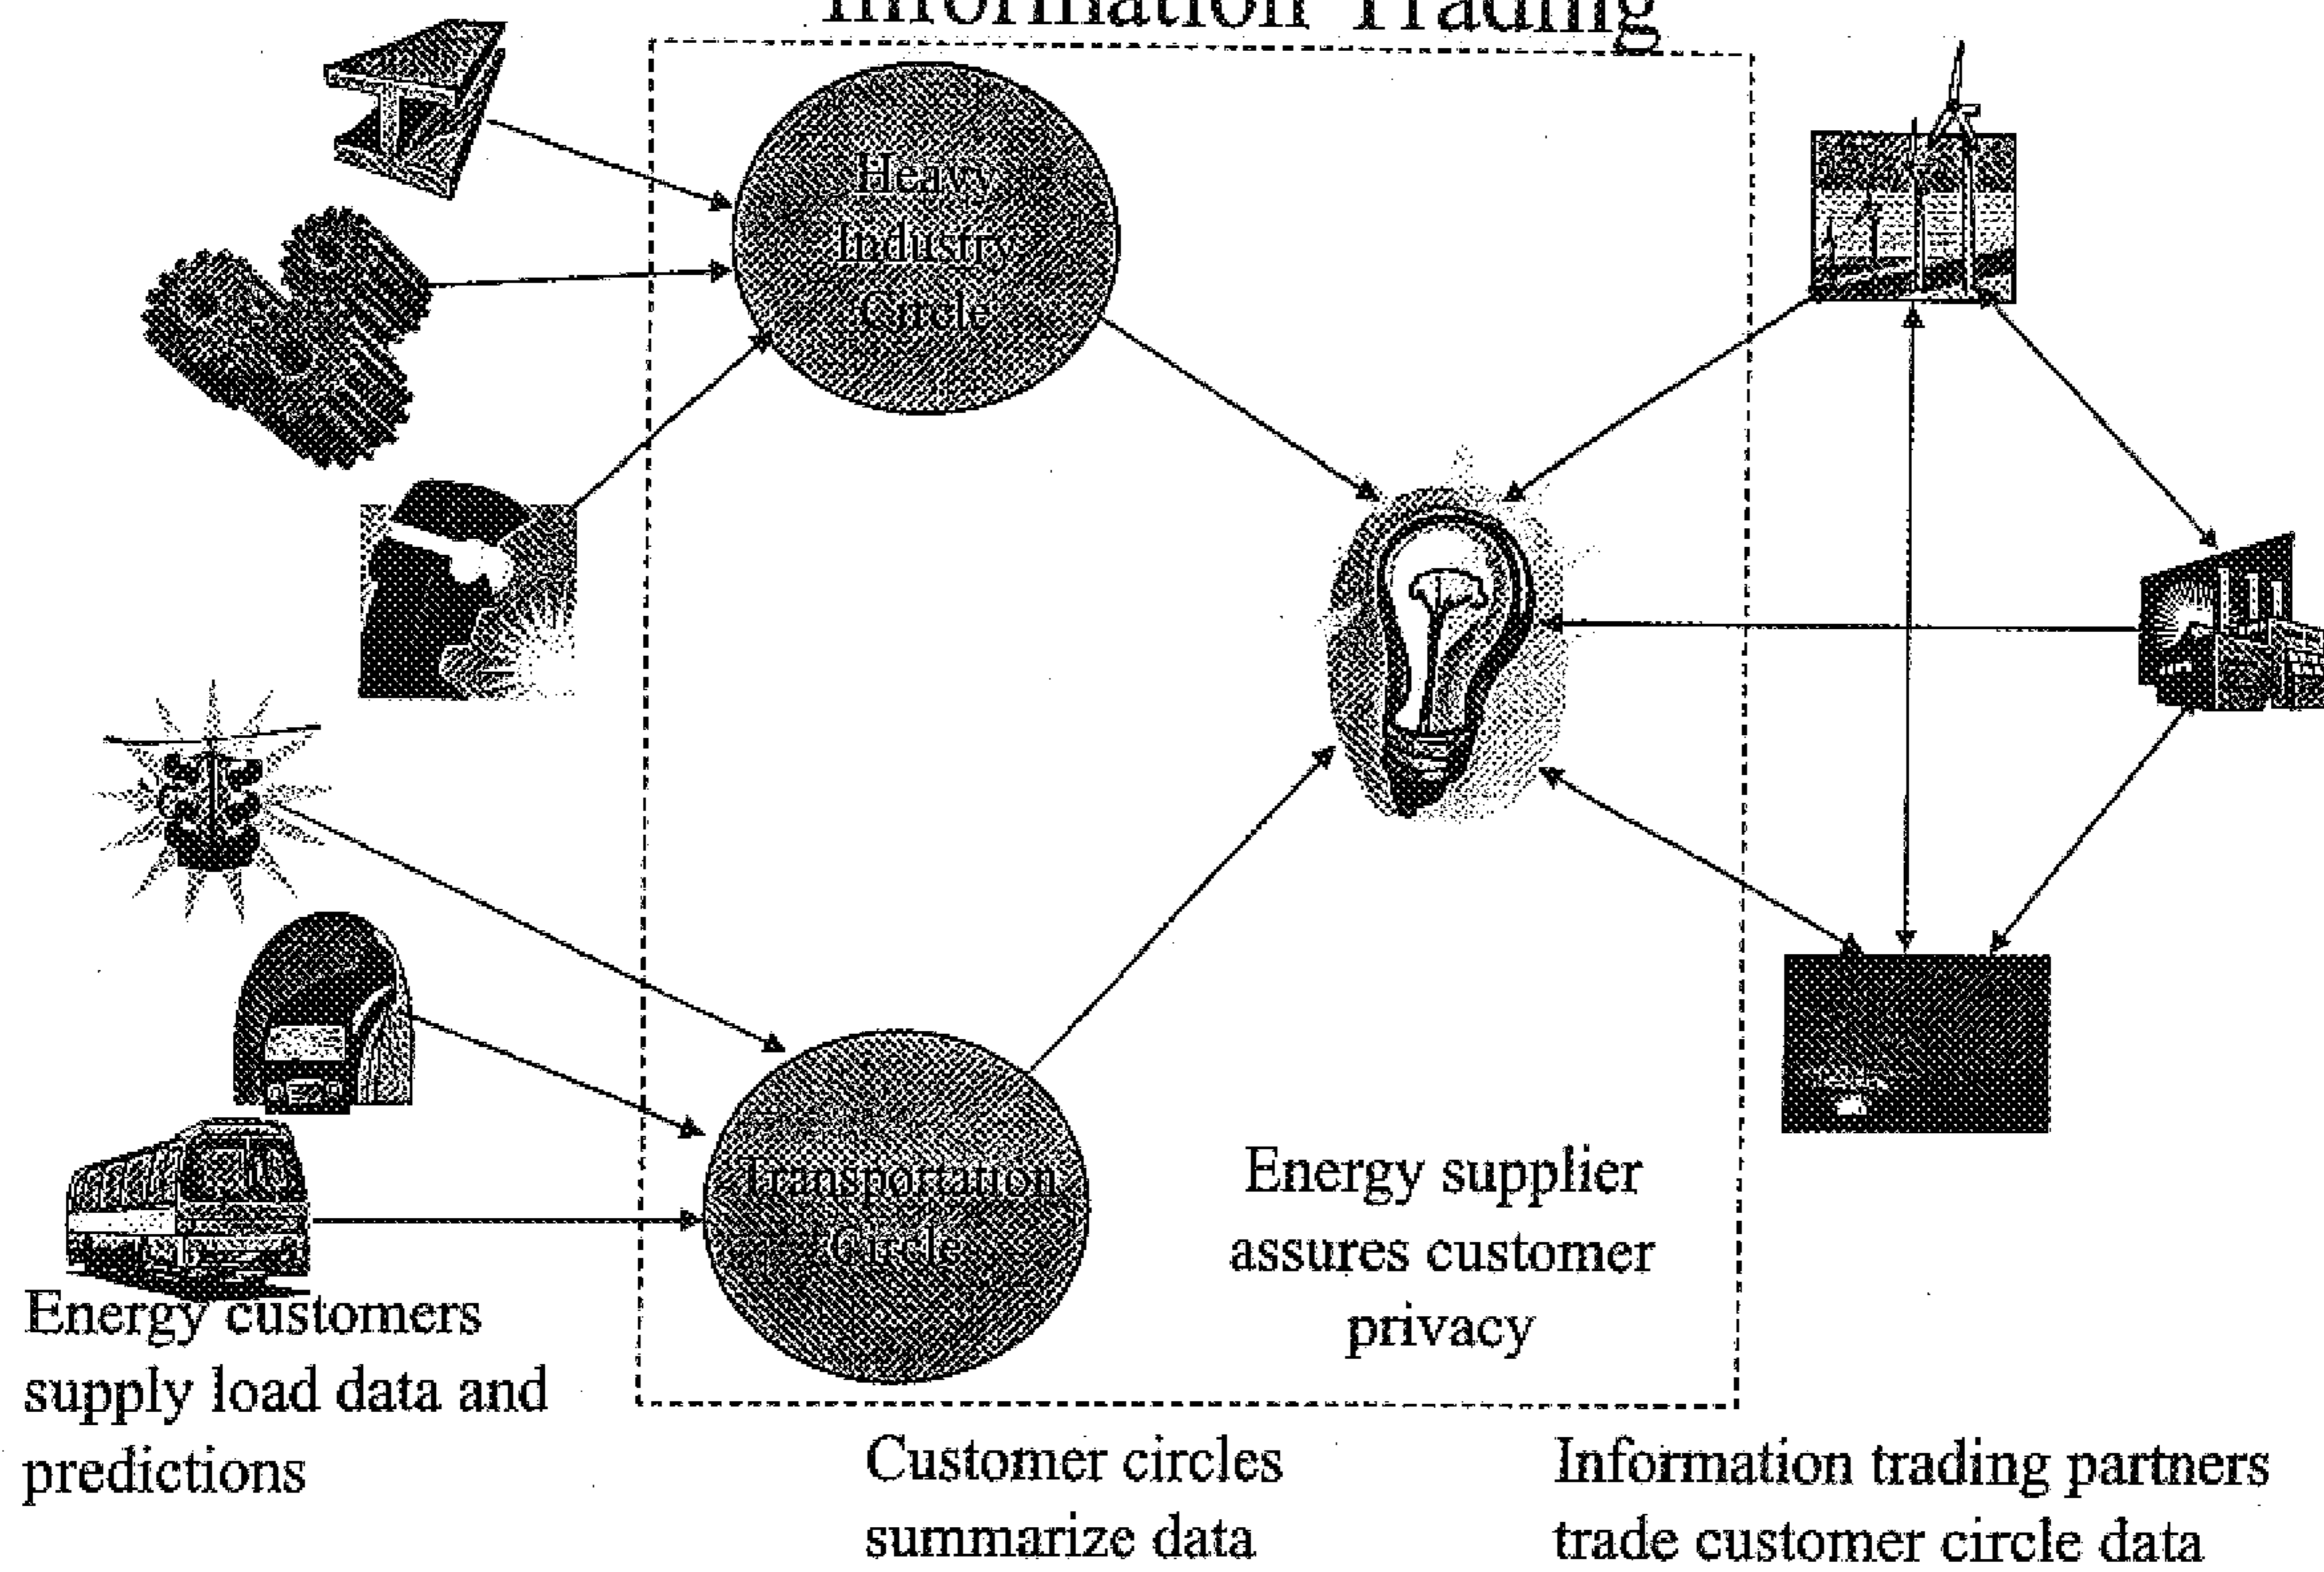 Information Trading
Heavy
Industry
Circle
Transportation
Circle
Energy supplier
assures customer
privacy
Energy customers
supply load data and
predictions
Customer circles
summarize data
Information trading partners
trade customer circle data